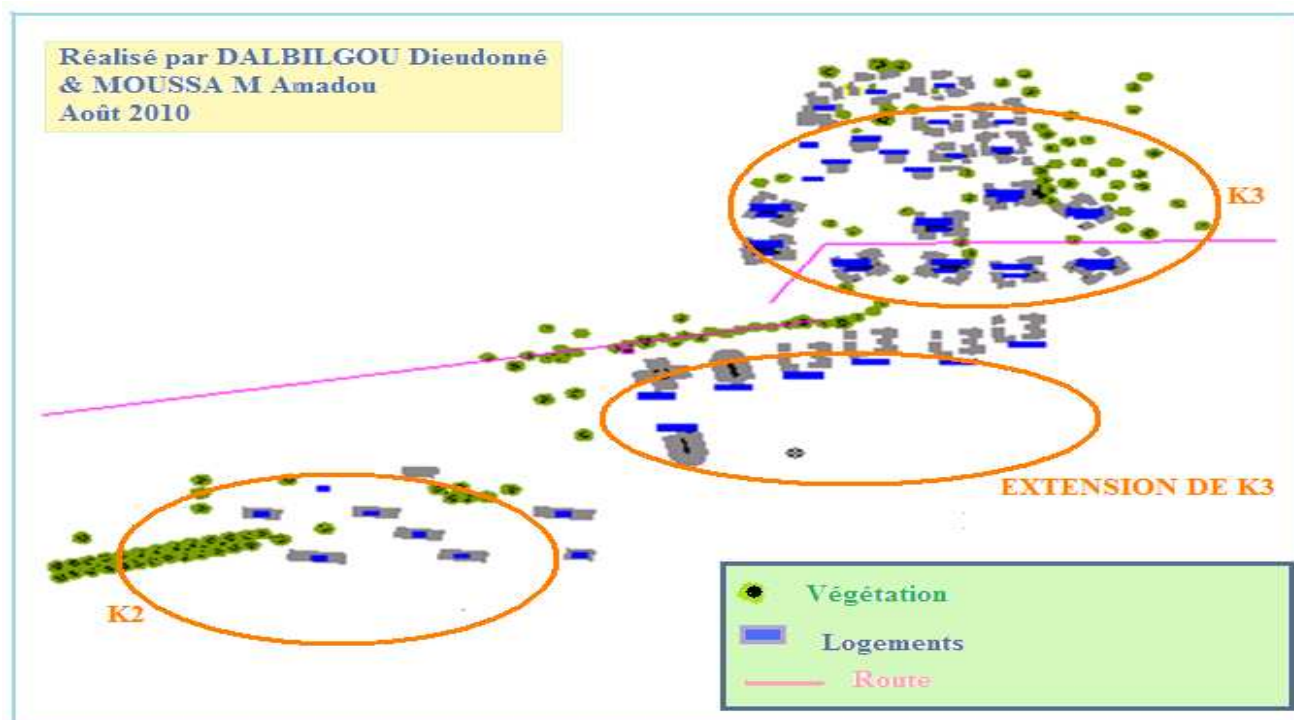 Réalisé par DALBILGOU Dieudonné
& MOUSSA M Amadou
Août 2010
K3
EXTENSION DE K3
K2
Végétation
Logements
Route